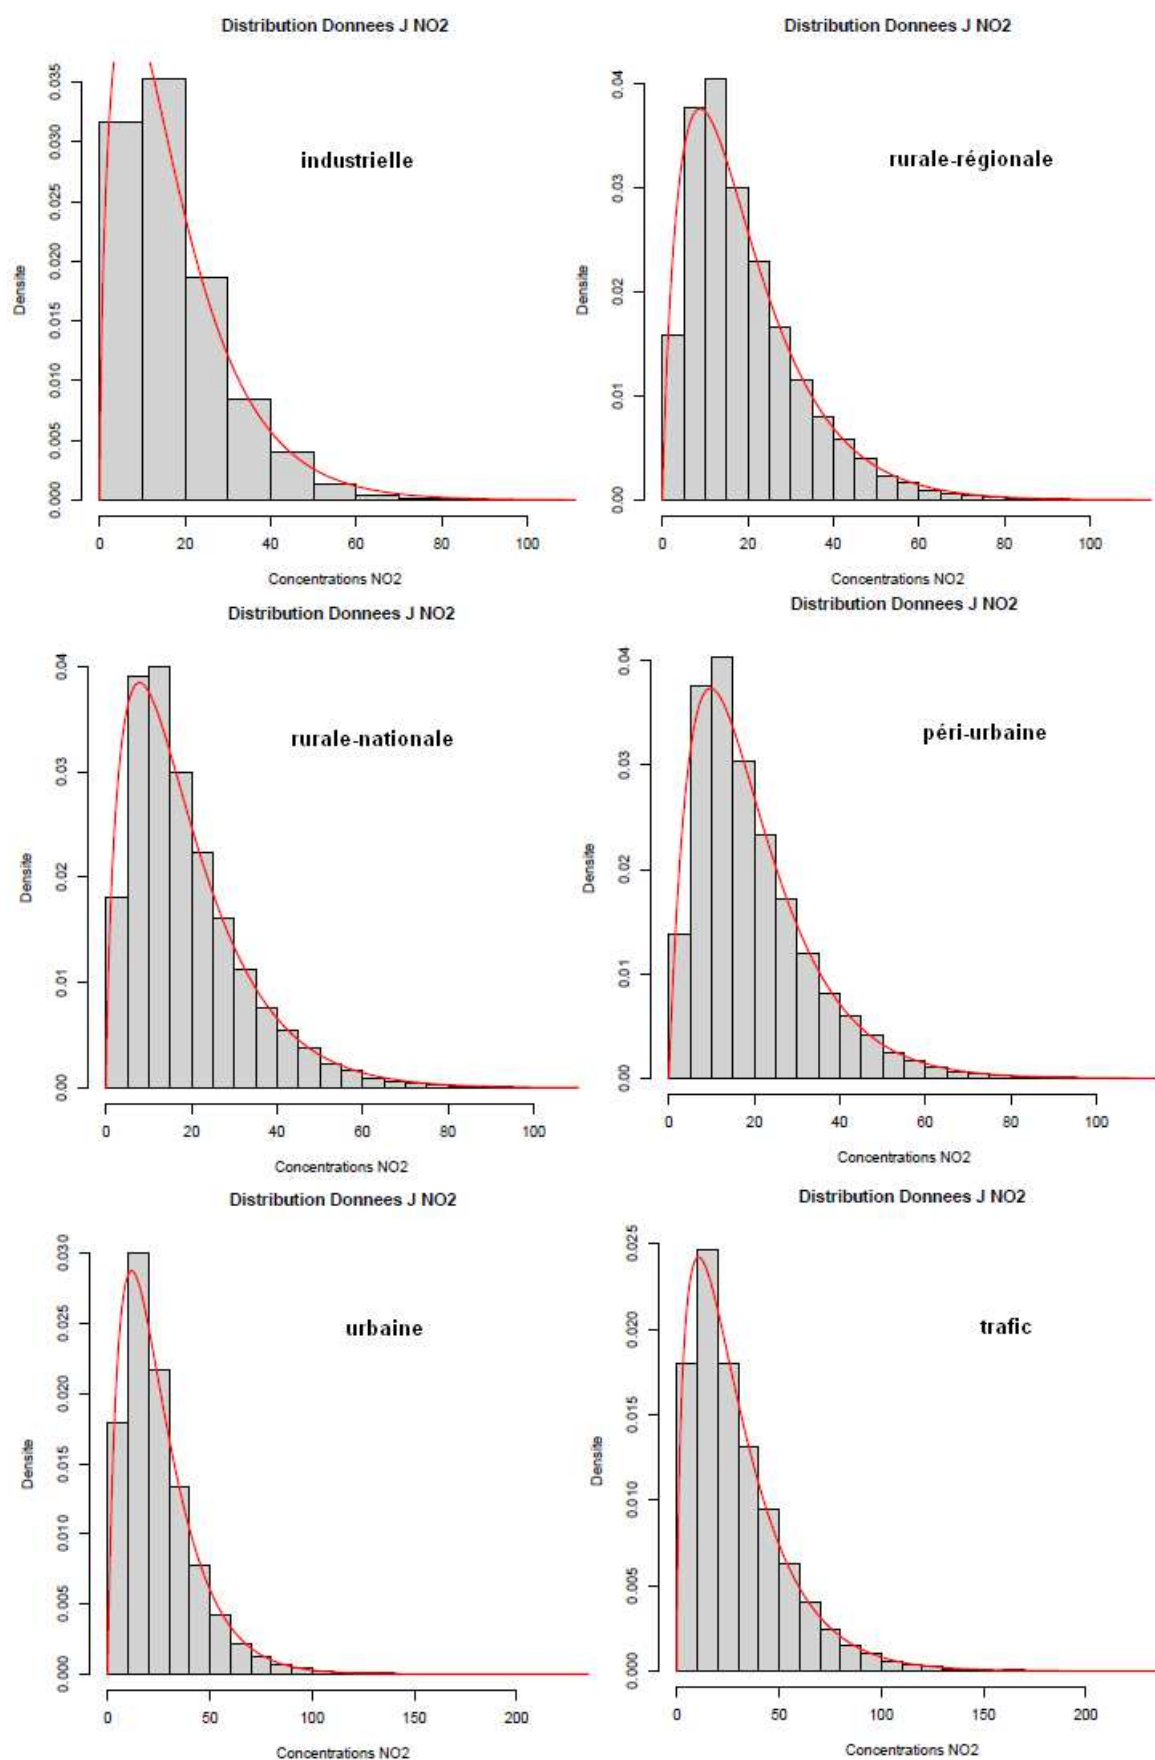 Distribution Donnees J NO2
industrielle
Densite
0.000
0.005
0.010
0.015
0.020
0.025
0.030
0.035
0
20
40
60
80
100
Concentrations NO2
Distribution Donnees J NO2
rurale-régionale
Densite
0.00
0.01
0.02
0.03
0.04
0
20
40
60
80
100
Concentrations NO2
Distribution Donnees J NO2
rurale-nationale
Densite
0.00
0.01
0.02
0.03
0.04
0
20
40
60
80
100
Concentrations NO2
Distribution Donnees J NO2
péri-urbaine
Densite
0.00
0.01
0.02
0.03
0.04
0
20
40
60
80
100
Concentrations NO2
Distribution Donnees J NO2
urbaine
Densite
0.000
0.005
0.010
0.015
0.020
0.025
0.030
0
50
100
150
200
Concentrations NO2
Distribution Donnees J NO2
trafic
Densite
0.000
0.005
0.010
0.015
0.020
0.025
0
50
100
150
200
Concentrations NO2